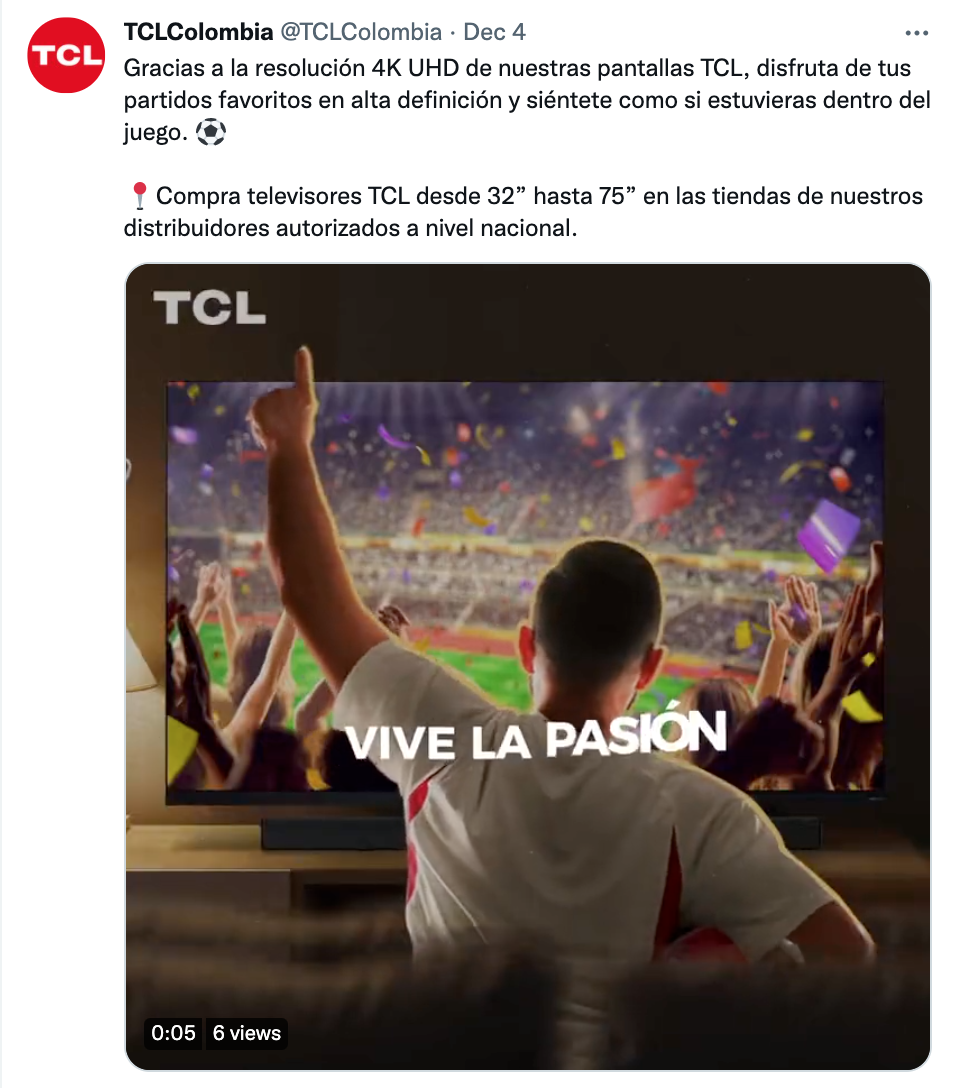 TCL
TCLColombia @TCLColombia · Dec 4
Gracias a la resolución 4K UHD de nuestras pantallas TCL, disfruta de tus
partidos favoritos en alta definición y siéntete como si estuvieras dentro del
juego. ⚽
📍Compra televisores TCL desde 32” hasta 75” en las tiendas de nuestros
distribuidores autorizados a nivel nacional.
TCL
VIVE LA PASIÓN
0:05 6 views